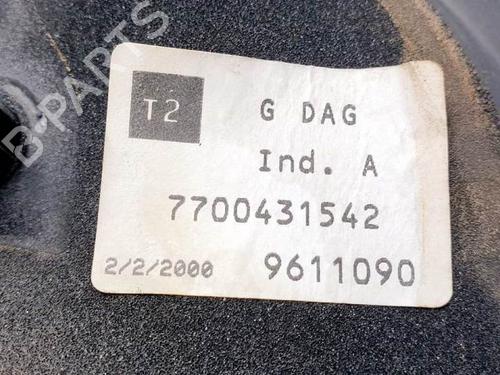 B-PARTS
T2
G DAG
Ind. A
7700431542
2/2/2000
9611090